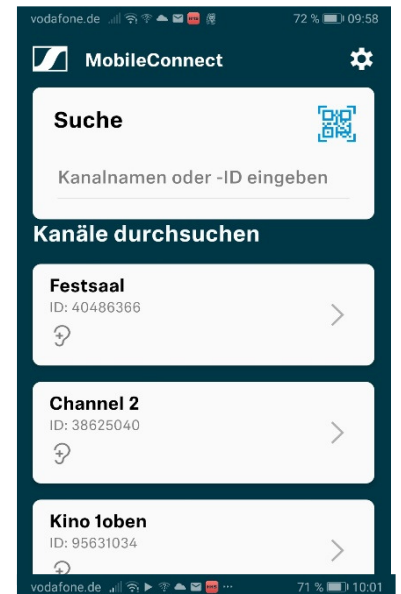 vodafone.de 72 % 09:58
MobileConnect
Suche
Kanalnamen oder -ID eingeben
Kanäle durchsuchen
Festsaal
ID: 40486366
Channel 2
ID: 38625040
Kino 1oben
ID: 95631034
vodafone.de ... 71 % 10:01